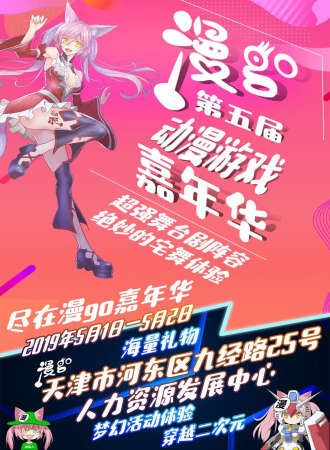 漫go
第五届
动漫游戏
嘉年华
超强舞台剧阵容
绝妙的宅舞体验
尽在漫go嘉年华
2019年5月1日—5月2日
海量礼物
漫go
天津市河东区九经路25号
人力资源发展中心
梦幻活动体验
穿越二次元